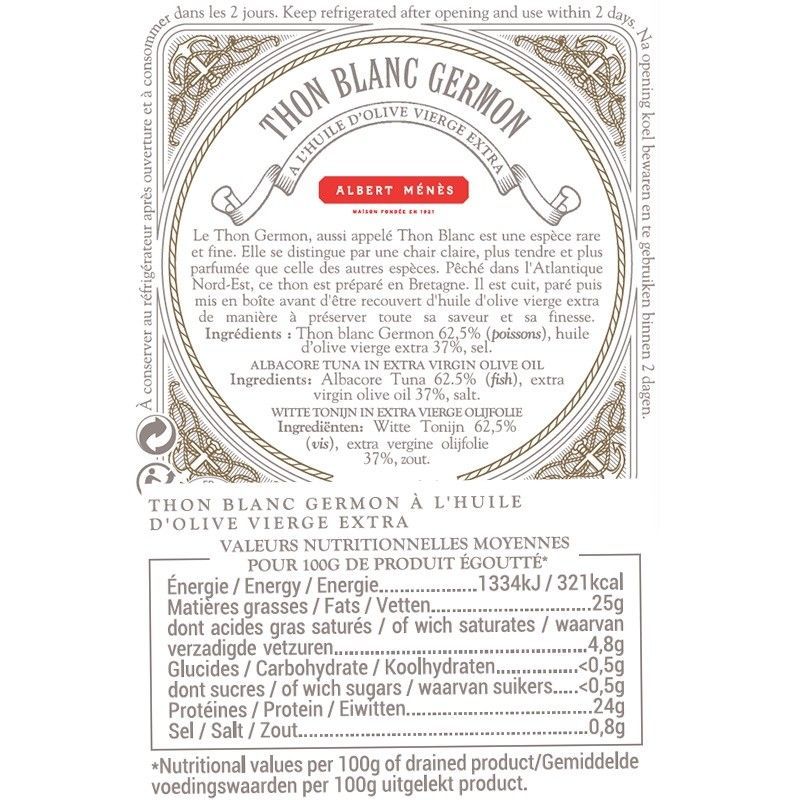 À conserver au réfrigérateur après ouverture et à consommer dans les 2 jours. Keep refrigerated after opening and use within 2 days. Na opening koel bewaren en te gebruiken binnen 2 dagen.
THON BLANC GERMON
A L'HUILE D'OLIVE VIERGE EXTRA
ALBERT MÉNÈS
MAISON FONDÉE EN 1921
Le Thon Germon, aussi appelé Thon Blanc est une espèce rare
et fine. Elle se distingue par une chair claire, plus tendre et plus
parfumée que celle des autres espèces. Pêché dans l'Atlantique
Nord-Est, ce thon est préparé en Bretagne. Il est cuit, paré puis
mis en boîte avant d'être recouvert d'huile d'olive vierge extra
de manière à préserver toute sa saveur et sa finesse.
Ingrédients : Thon blanc Germon 62,5% (poissons), huile
d'olive vierge extra 37%, sel.
ALBACORE TUNA IN EXTRA VIRGIN OLIVE OIL
Ingredients: Albacore Tuna 62.5% (fish), extra
virgin olive oil 37%, salt.
WITTE TONIJN IN EXTRA VIERGE OLIJFOLIE
Ingrediënten: Witte Tonijn 62,5%
(vis), extra vergine olijfolie
37%, zout.
THON BLANC GERMON À L'HUILE
D'OLIVE VIERGE EXTRA
VALEURS NUTRITIONNELLES MOYENNES
POUR 100G DE PRODUIT ÉGOUTTÉ*
Énergie / Energy / Energie..............1334kJ / 321kcal
Matières grasses / Fats / Vetten.......................25g
dont acides gras saturés / of wich saturates / waarvan
verzadigde vetzuren....................................4,8g
Glucides / Carbohydrate / Koolhydraten............<0,5g
dont sucres / of wich sugars / waarvan suikers.....<0,5g
Protéines / Protein / Eiwitten..........................24g
Sel / Salt / Zout.......................................0,8g
*Nutritional values per 100g of drained product/Gemiddelde
voedingswaarden per 100g uitgelekt product.